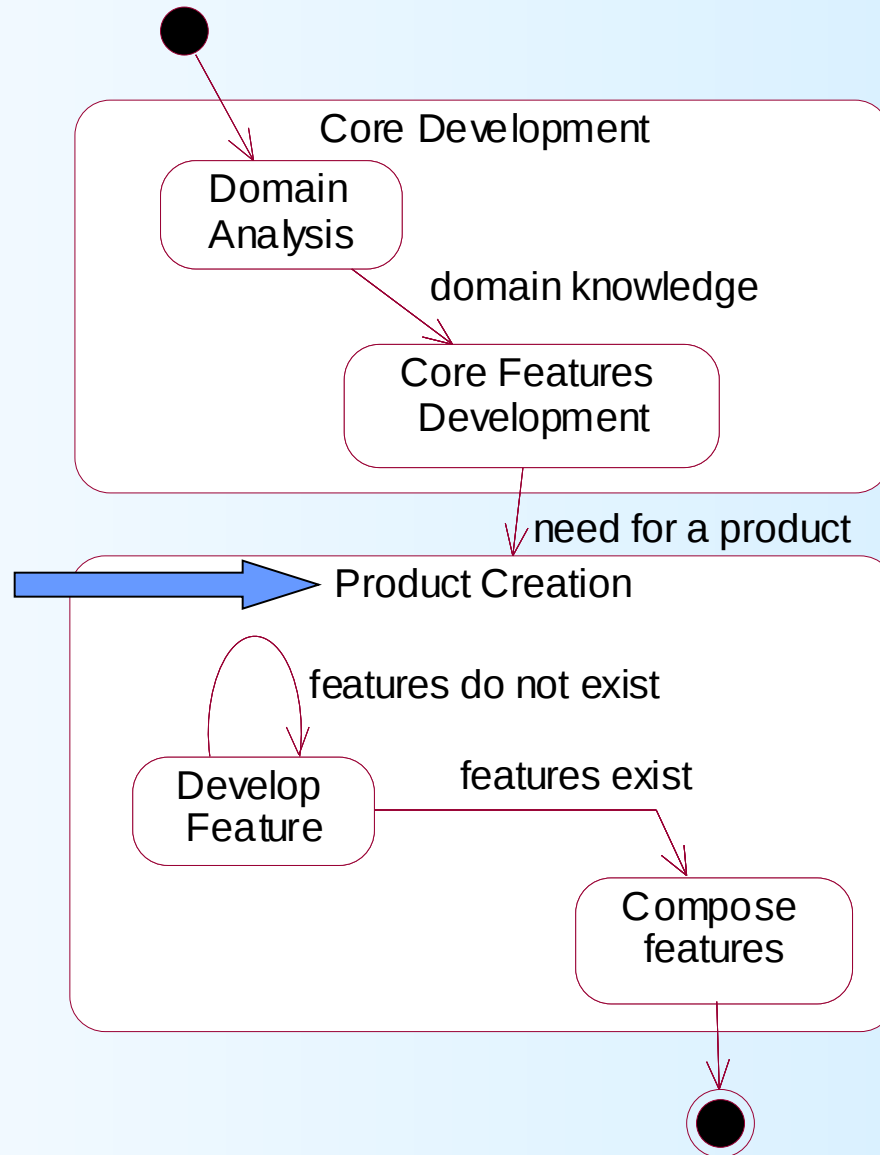 Core Development
Domain
Analysis
domain knowledge
Core Features
Development
need for a product
Product Creation
features do not exist
features exist
Develop
Feature
Compose
features